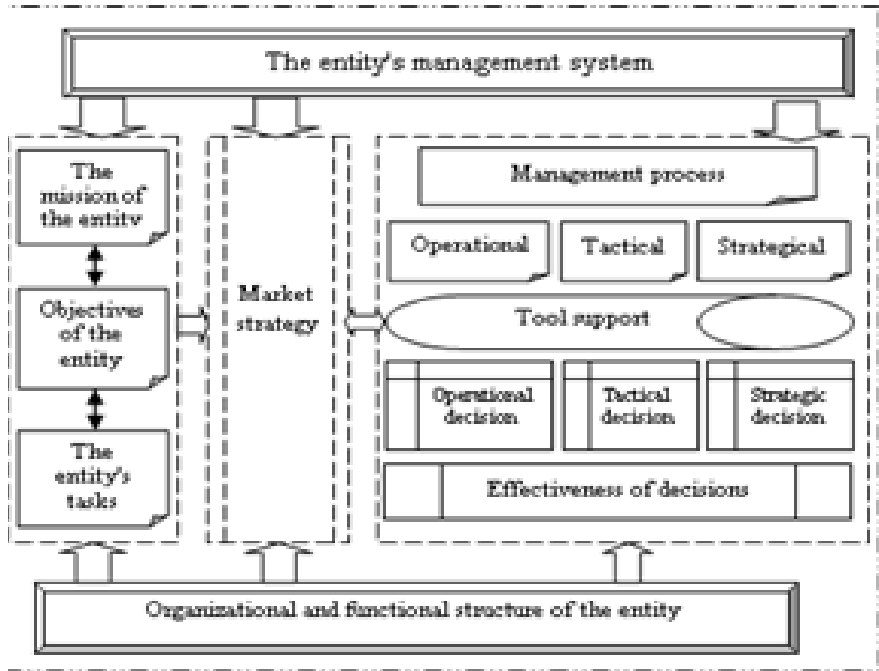 The entity's management system
The
mission of
the entity
Objectives
of the
entity
The
entity's
tasks
Market
strategy
Management process
Operational
Tactical
Strategical
Tool support
Operational
decision
Tactical
decision
Strategic
decision
Effectiveness of decisions
Organizational and functional structure of the entity